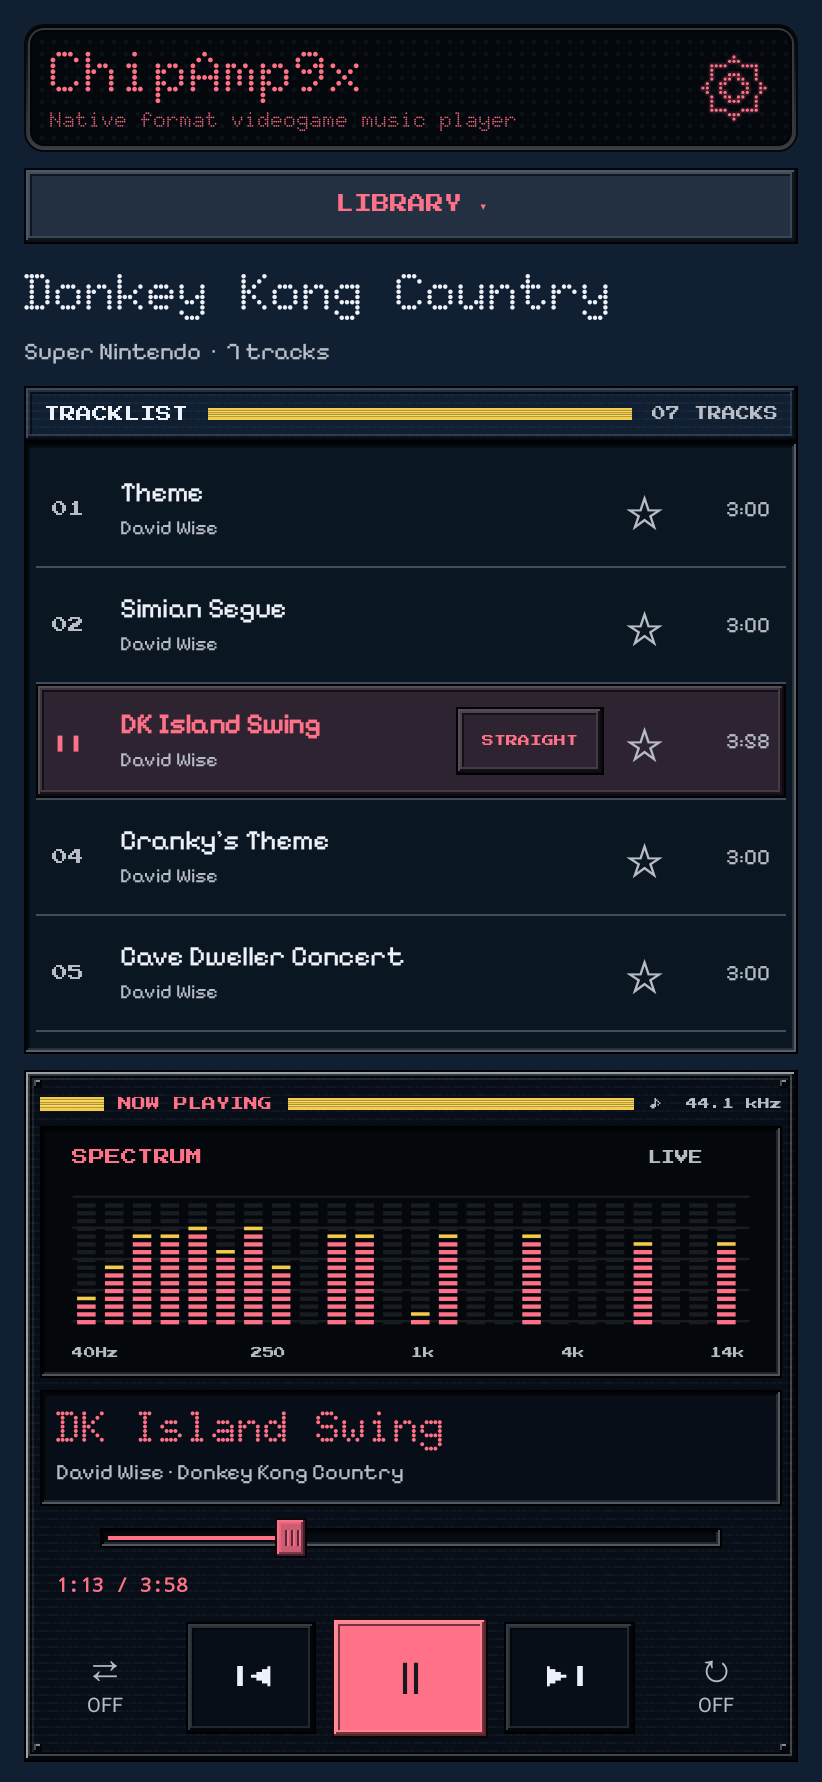 ChipAmp9x
Native format videogame music player
LIBRARY ▾
Donkey Kong Country
Super Nintendo · 7 tracks
TRACKLIST 07 TRACKS
01 Theme 3:00
David Wise
02 Simian Segue 3:00
David Wise
DK Island Swing STRAIGHT 3:58
David Wise
04 Cranky's Theme 3:00
David Wise
05 Cave Dweller Concert 3:00
David Wise
NOW PLAYING ♪ 44.1 kHz
SPECTRUM LIVE
40Hz 250 1k 4k 14k
DK Island Swing
David Wise · Donkey Kong Country
1:13 / 3:58
OFF OFF